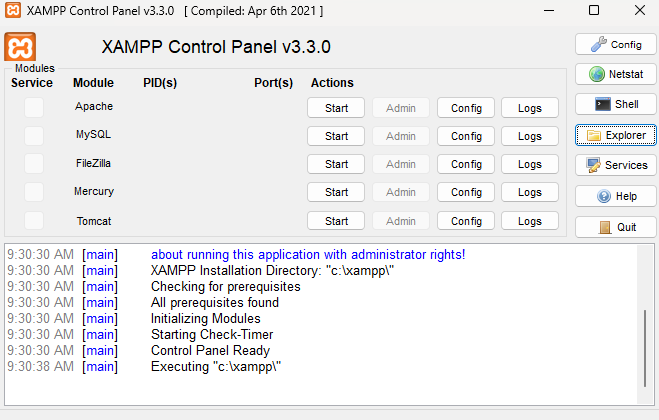 XAMPP Control Panel v3.3.0 [ Compiled: Apr 6th 2021 ]
XAMPP Control Panel v3.3.0
Config
Netstat
Shell
Explorer
Services
Help
Quit
Modules
Service Module PID(s) Port(s) Actions
Apache Start Admin Config Logs
MySQL Start Admin Config Logs
FileZilla Start Admin Config Logs
Mercury Start Admin Config Logs
Tomcat Start Admin Config Logs
9:30:30 AM [main] about running this application with administrator rights!
9:30:30 AM [main] XAMPP Installation Directory: "c:\xampp\"
9:30:30 AM [main] Checking for prerequisites
9:30:30 AM [main] All prerequisites found
9:30:30 AM [main] Initializing Modules
9:30:30 AM [main] Starting Check-Timer
9:30:30 AM [main] Control Panel Ready
9:30:38 AM [main] Executing "c:\xampp\"